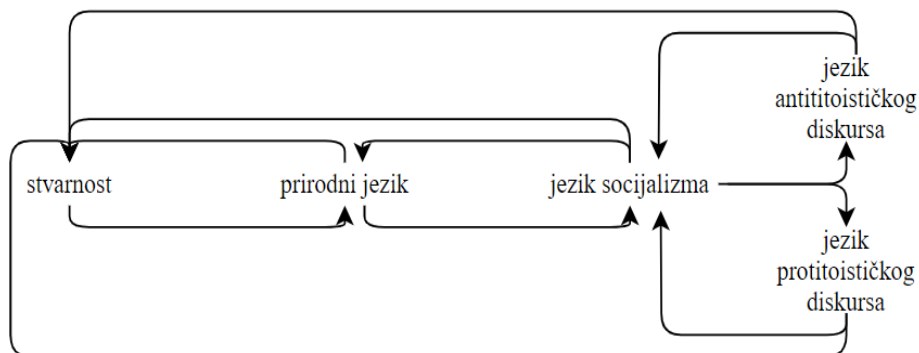 jezik
antititoističkog
diskursa
stvarnost
prirodni jezik
jezik socijalizma
jezik
protitoističkog
diskursa